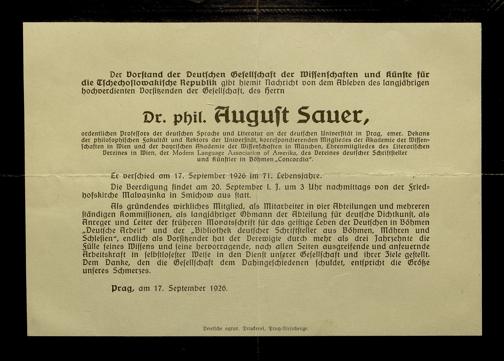 Der Vorstand der Deutschen Gesellschaft der Wissenschaften und Künste für
die Tschechoslowakische Republik gibt hiemit Nachricht von dem Ableben des langjährigen
hochverdienten Vorsitzenden der Gesellschaft, des Herrn
Dr. phil. August Sauer,
ordentlichen Professors der deutschen Sprache und Literatur an der deutschen Universität in Prag, emer. Dekans
der philosophischen Fakultät und Rektors der Universität, korrespondierenden Mitgliedes der Akademie der Wissen-
schaften in Wien und der bayrischen Akademie der Wissenschaften in München, Ehrenmitgliedes des Literarischen
Vereines in Wien, der Modern Language Association of Amerika, des Vereines deutscher Schriftsteller
und Künstler in Böhmen „Concordia“.
Er verschied am 17. September 1926 im 71. Lebensjahre.
Die Beerdigung findet am 20. September l. J. um 3 Uhr nachmittags von der Fried-
hofskirche Malvasinka in Smichow aus statt.
Als gründendes wirkliches Mitglied, als Mitarbeiter in vier Abteilungen und mehreren
ständigen Kommissionen, als langjähriger Obmann der Abteilung für deutsche Dichtkunst, als
Anreger und Leiter der früheren Monatsschrift für das geistige Leben der Deutschen in Böhmen
„Deutsche Arbeit“ und der „Bibliothek deutscher Schriftsteller aus Böhmen, Mähren und
Schlesien“, endlich als Vorsitzender hat der Verewigte durch mehr als drei Jahrzehnte die
Fülle seines Wissens und seine hervorragende, nach allen Seiten ausgreifende und anfeuernde
Arbeitskraft in selbstloser Weise in den Dienst unserer Gesellschaft und ihrer Ziele gestellt.
Dem Danke, den die Gesellschaft dem Dahingeschiedenen schuldet, entspricht die Größe
unseres Schmerzes.
Prag, am 17. September 1926.
Deutsche agrar. Druckerei, Prag-